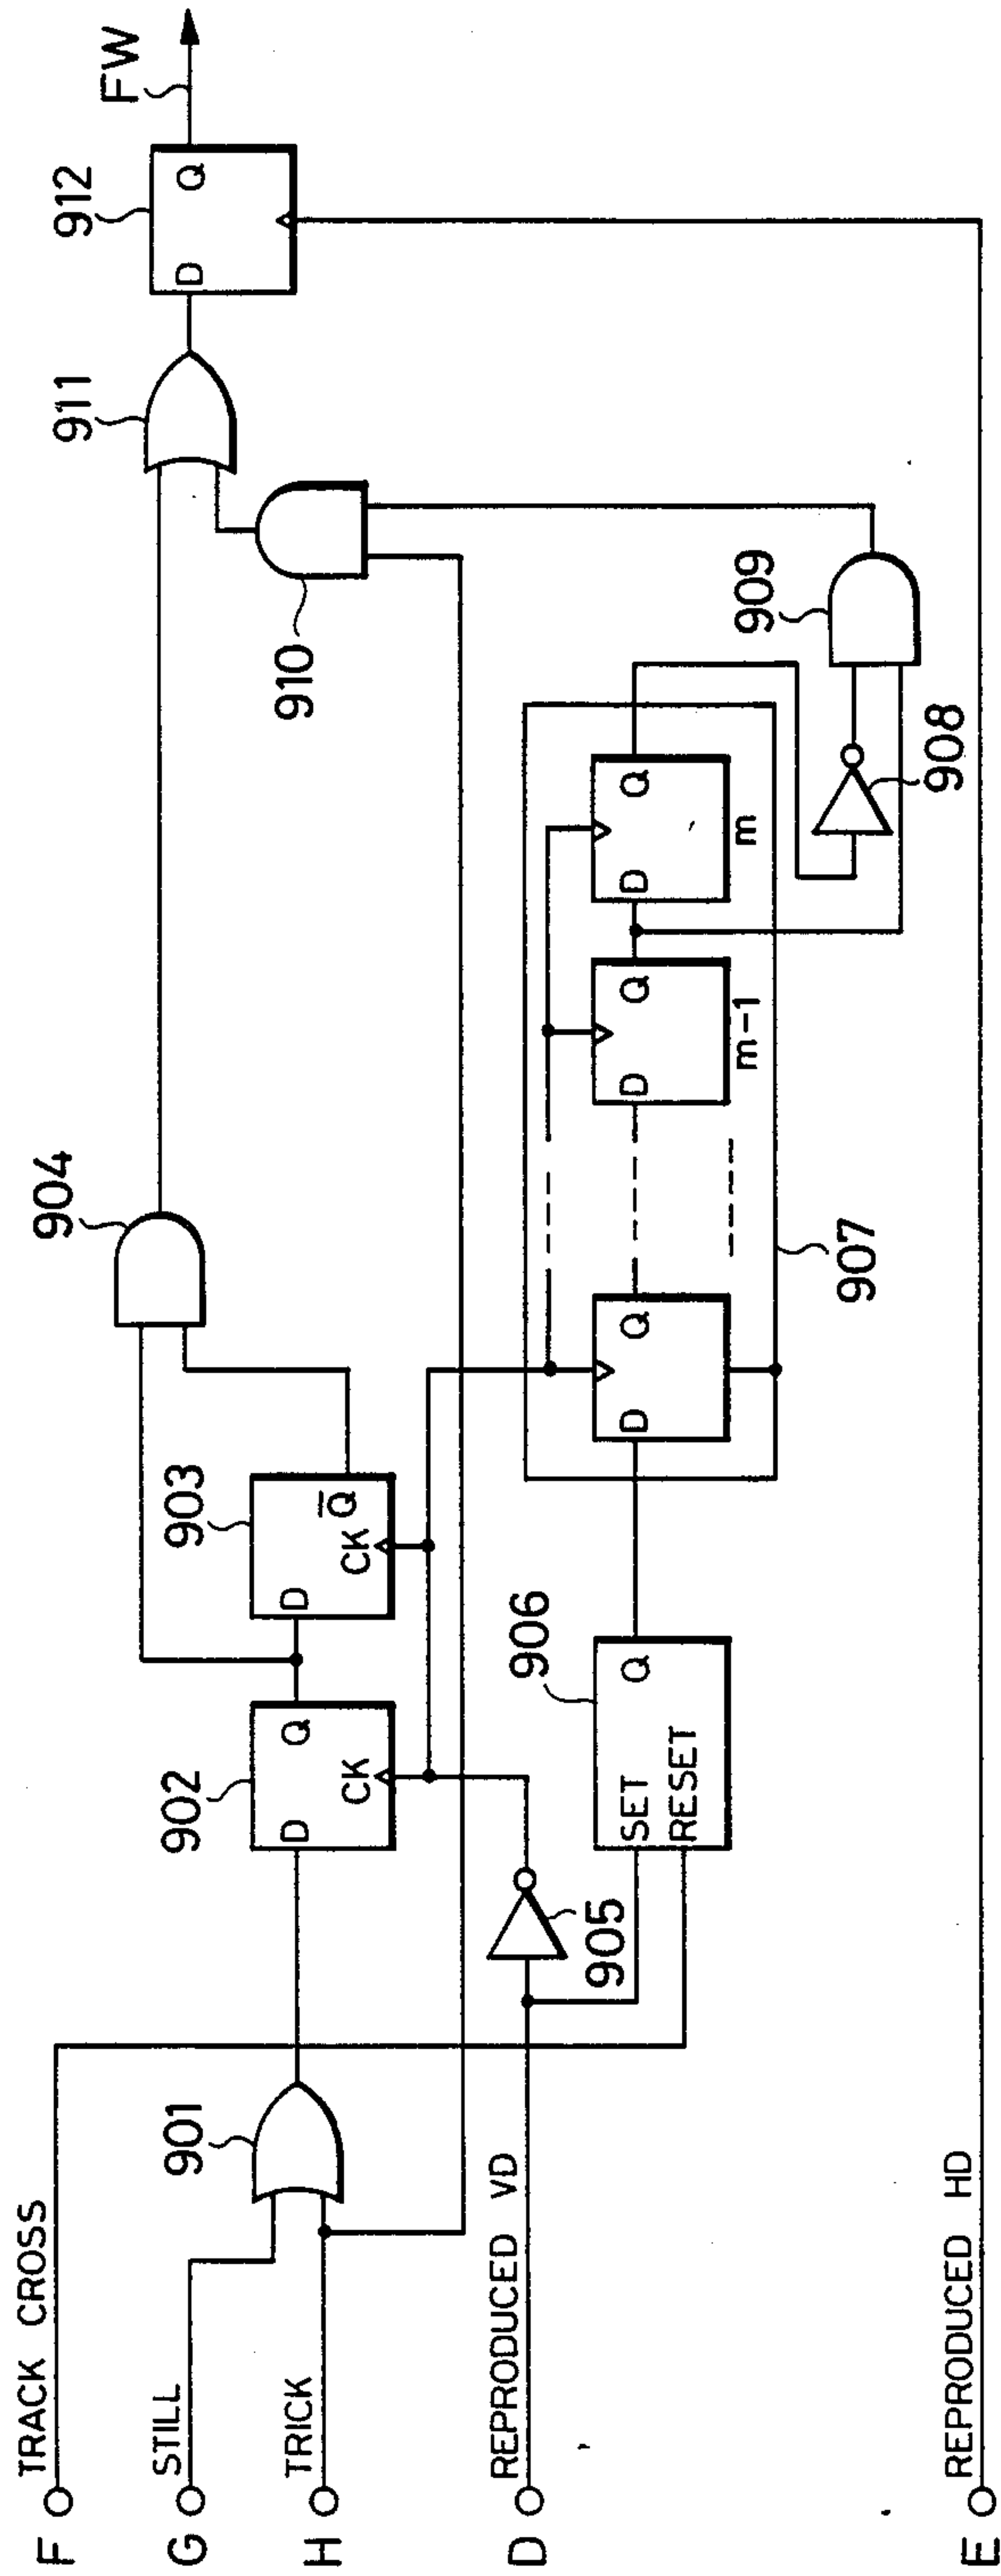 F TRACK CROSS
G STILL
H TRICK
D REPRODUCED VD
E REPRODUCED HD
901
902
D Q
CK
903
D Q̅
CK
904
905
906
SET Q
RESET
907
D Q
D Q
m-1
D Q
m
908
909
910
911
912
D Q
FW